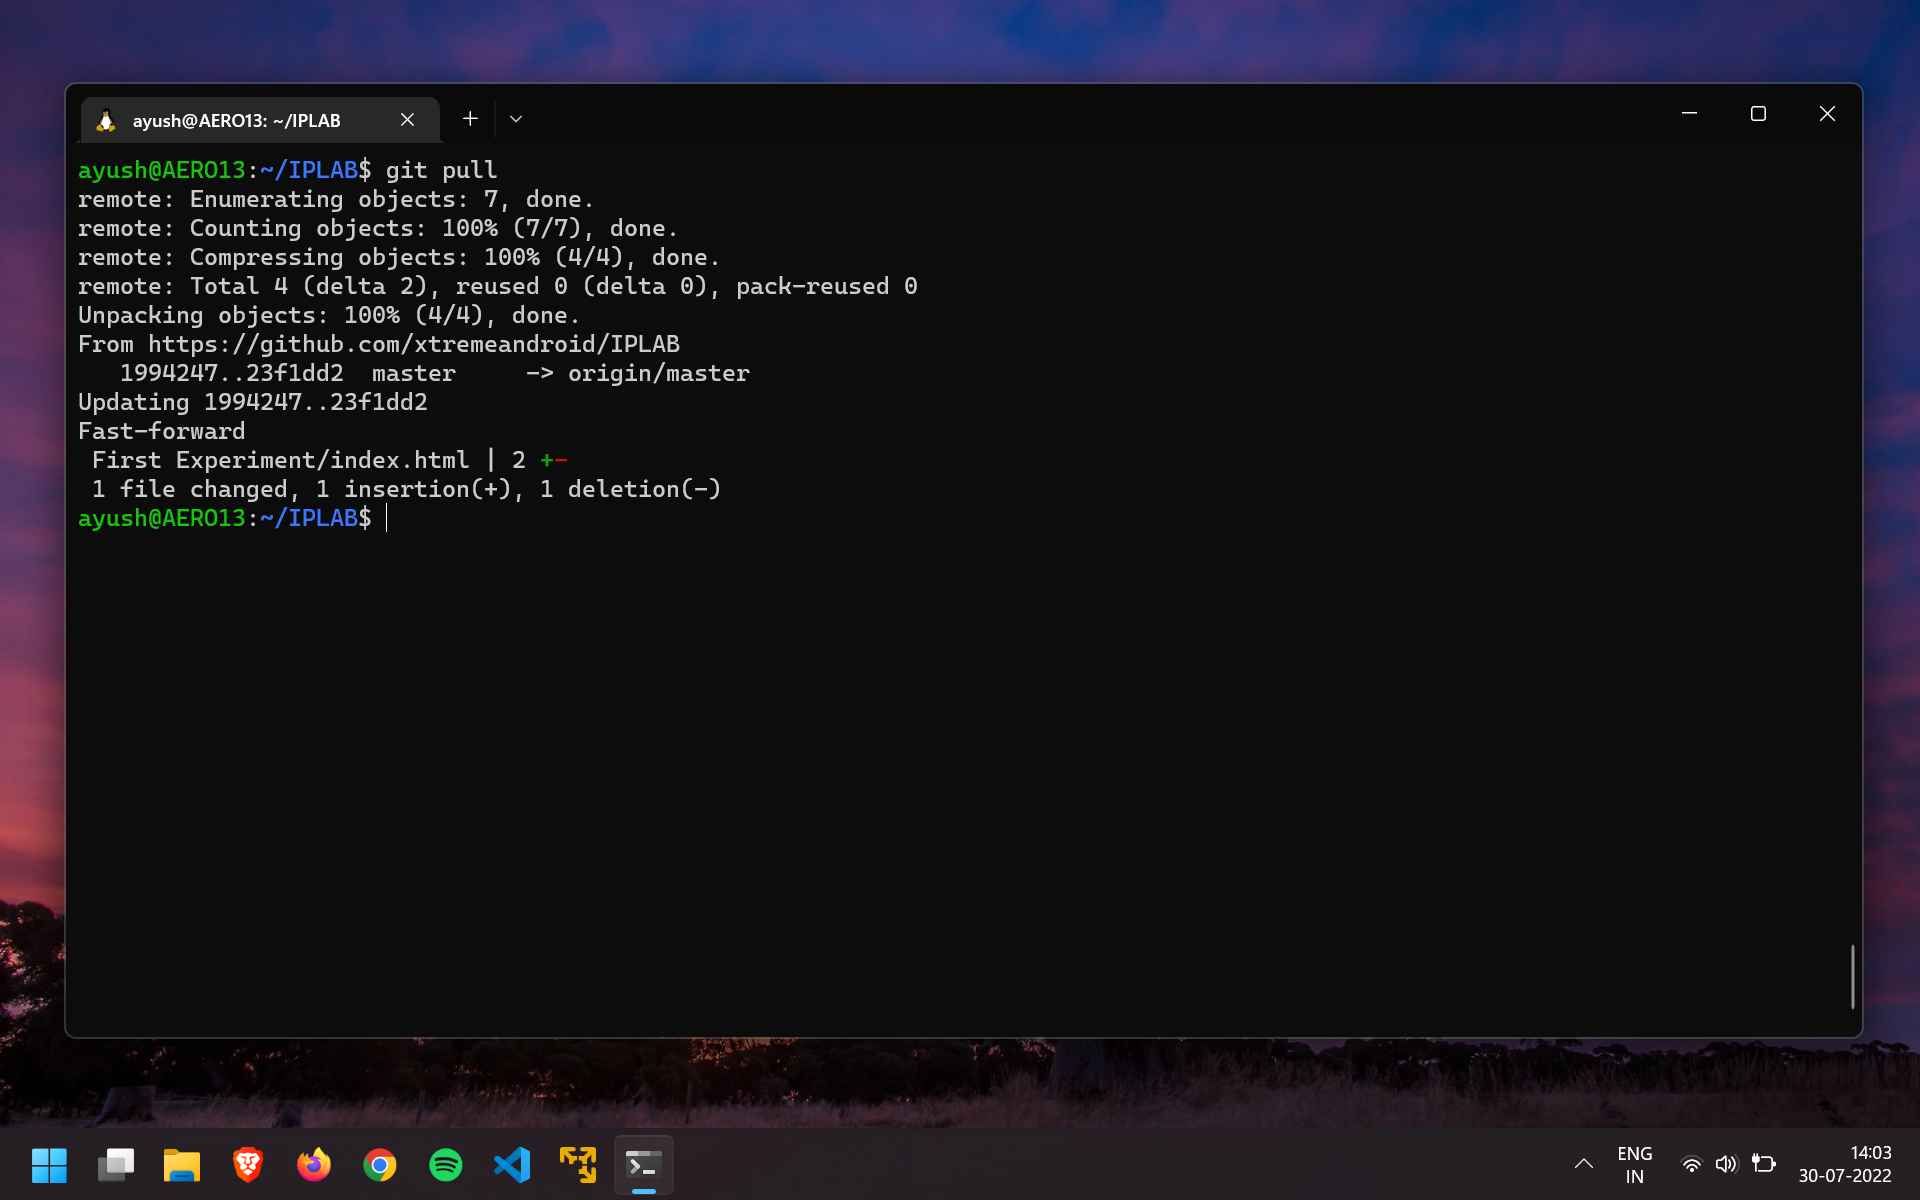 ayush@AERO13: ~/IPLAB
ayush@AERO13:~/IPLAB$ git pull
remote: Enumerating objects: 7, done.
remote: Counting objects: 100% (7/7), done.
remote: Compressing objects: 100% (4/4), done.
remote: Total 4 (delta 2), reused 0 (delta 0), pack-reused 0
Unpacking objects: 100% (4/4), done.
From https://github.com/xtremeandroid/IPLAB
   1994247..23f1dd2  master     -> origin/master
Updating 1994247..23f1dd2
Fast-forward
 First Experiment/index.html | 2 +-
 1 file changed, 1 insertion(+), 1 deletion(-)
ayush@AERO13:~/IPLAB$
ENG
IN
14:03
30-07-2022